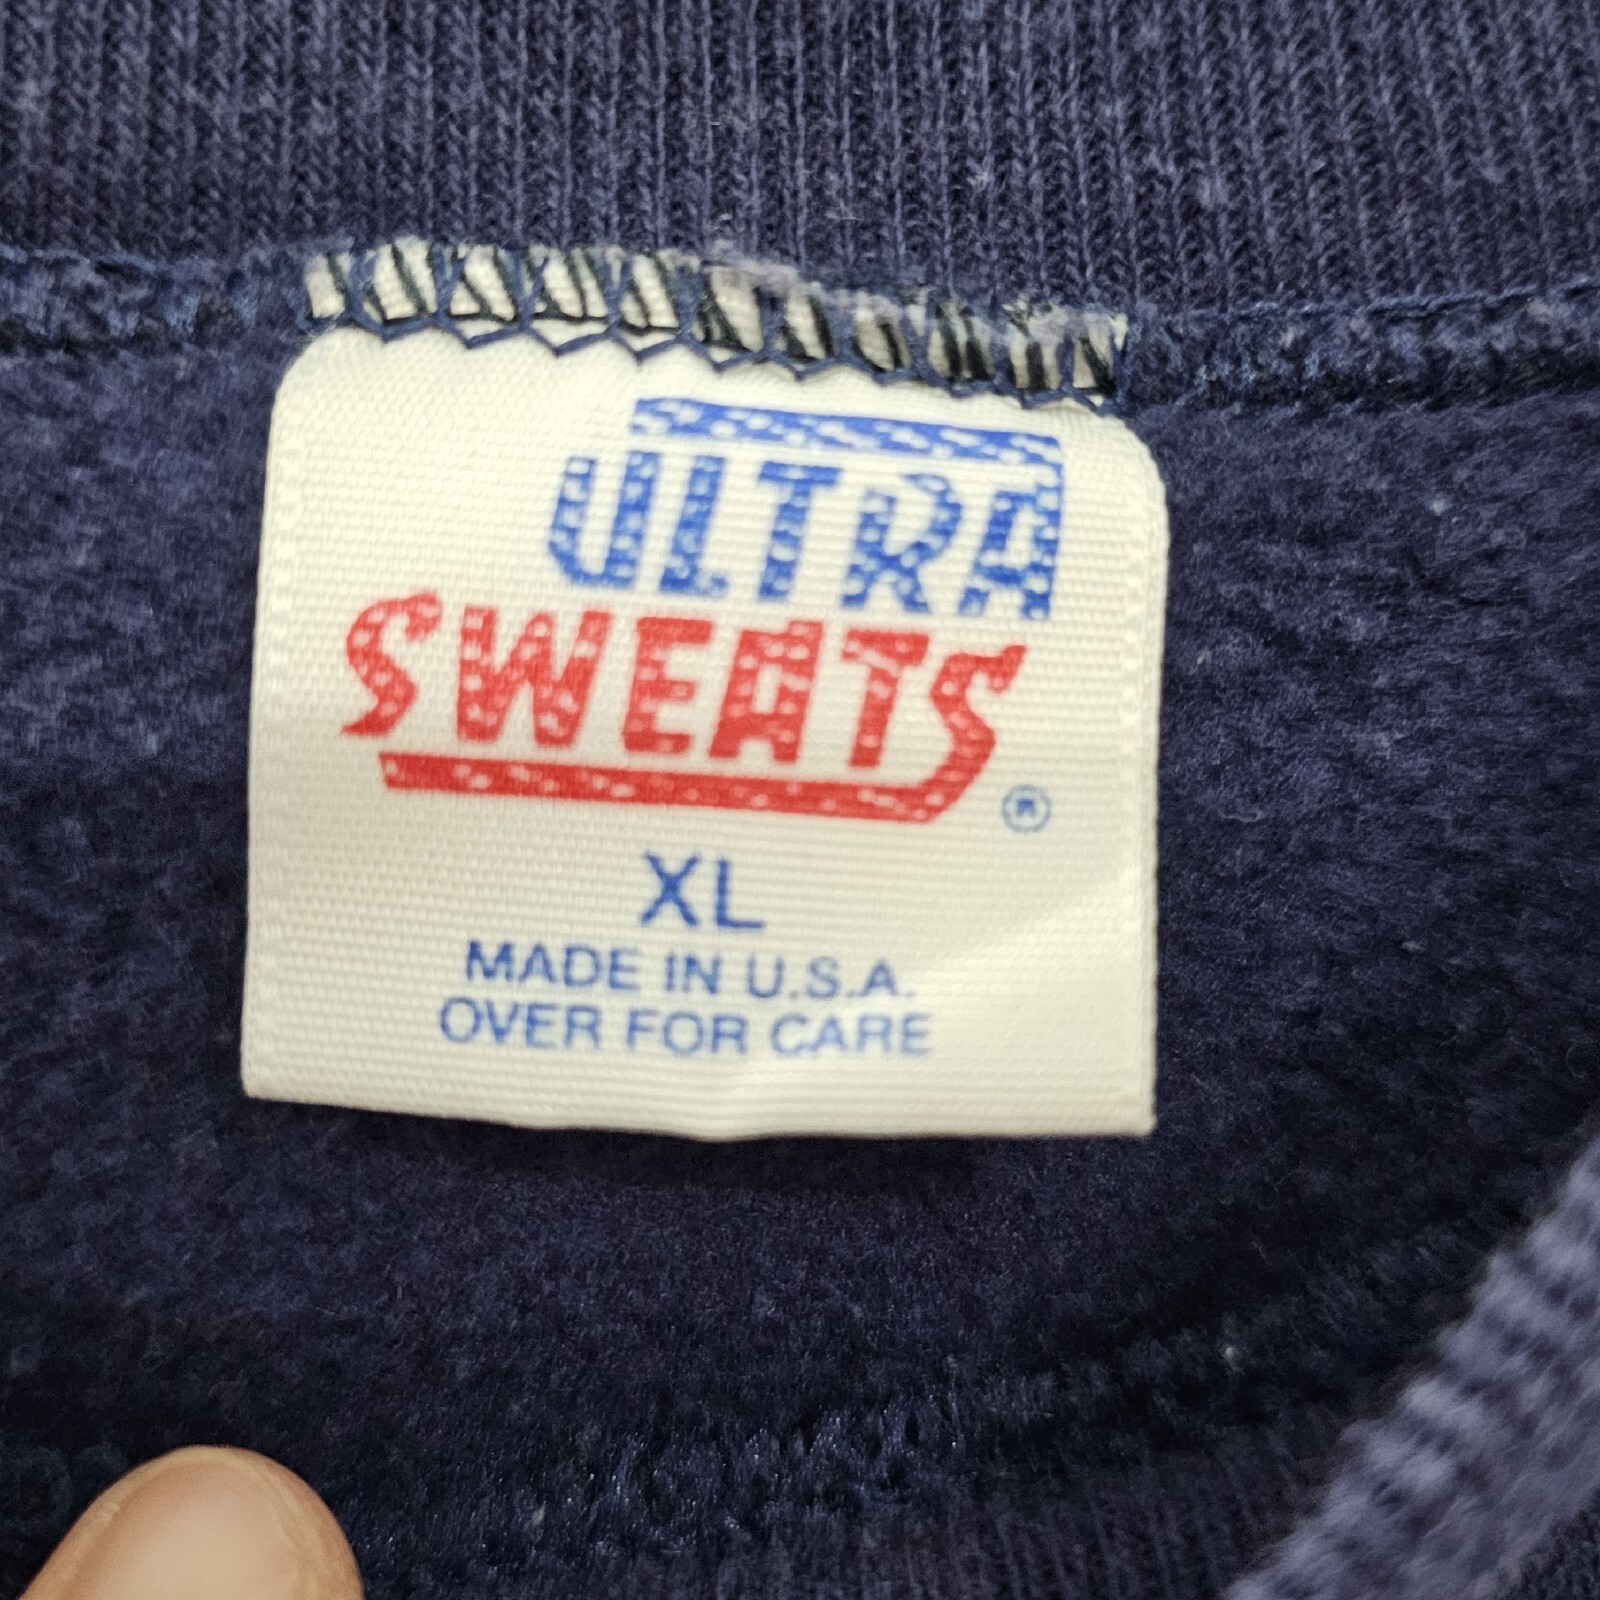 ULTRA
SWEATS
®
XL
MADE IN U.S.A.
OVER FOR CARE